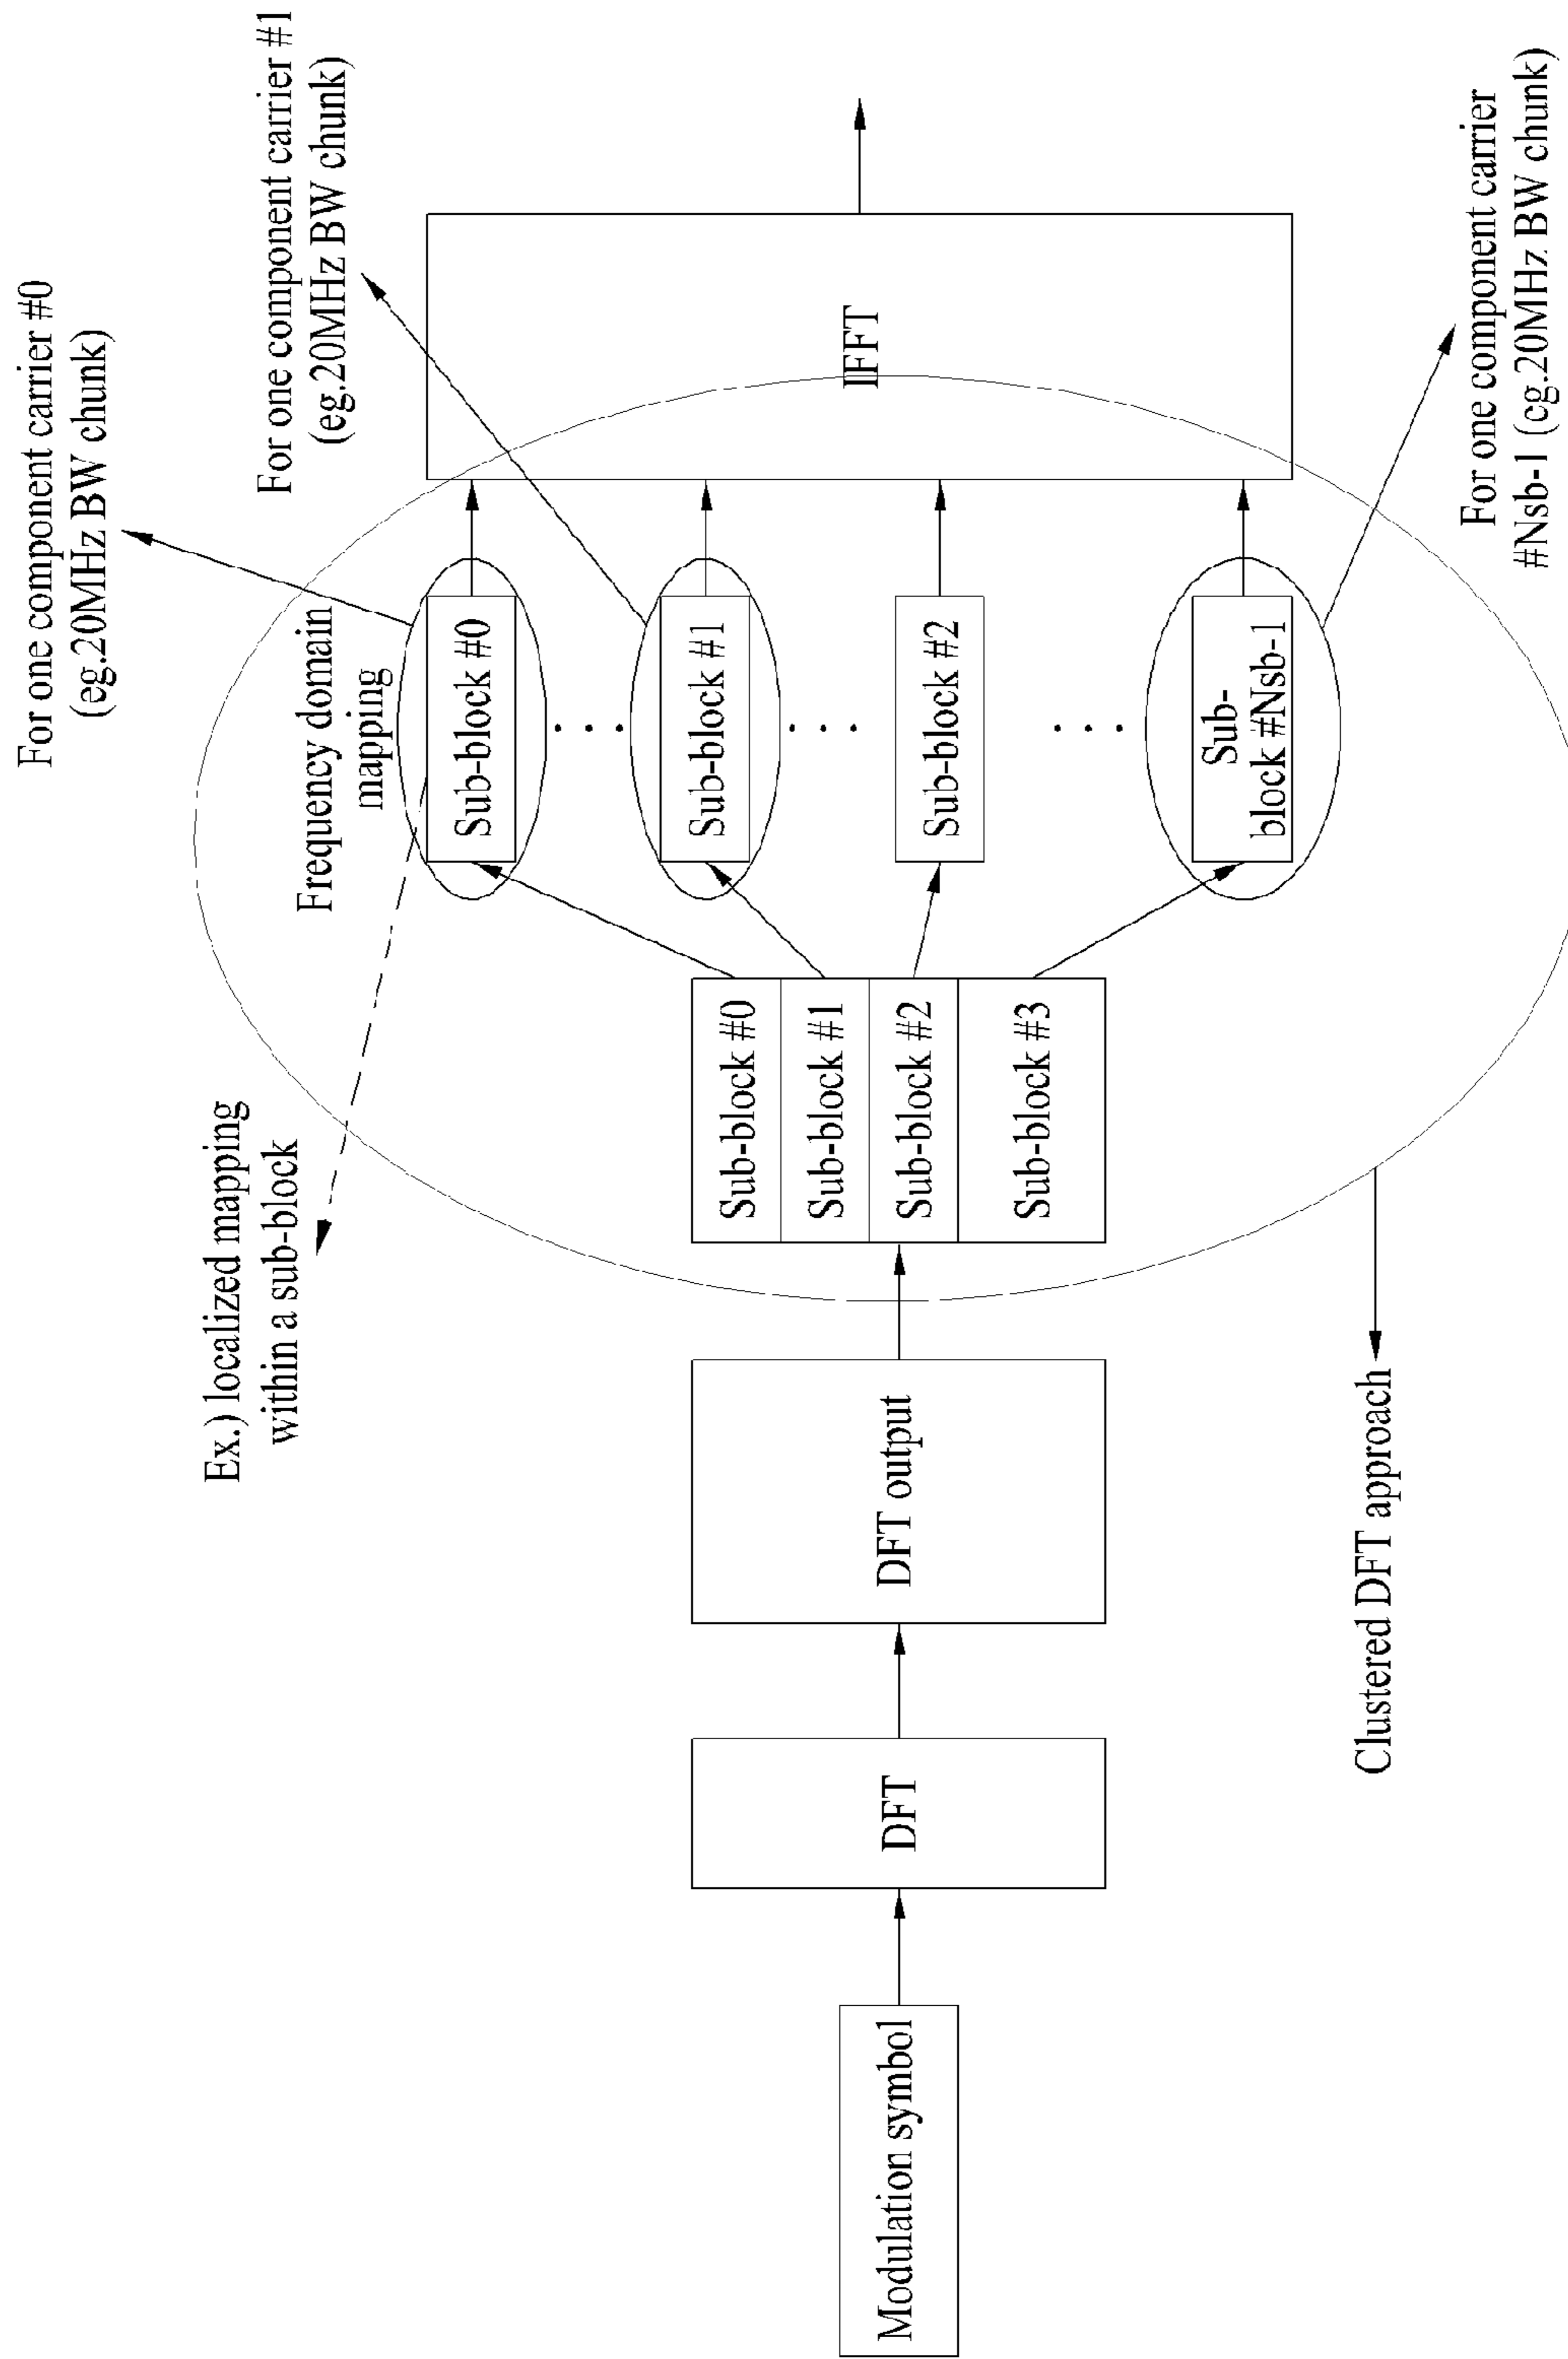 For one component carrier #0
(eg.20MHz BW chunk)
For one component carrier #1
(eg.20MHz BW chunk)
Ex.) localized mapping
within a sub-block
Frequency domain
mapping
Modulation symbol
DFT
DFT output
Sub-block #0
Sub-block #1
Sub-block #2
Sub-block #3
Sub-block #0
Sub-block #1
Sub-block #2
Sub-
block #Nsb-1
IFFT
Clustered DFT approach
For one component carrier
#Nsb-1 (eg.20MHz BW chunk)